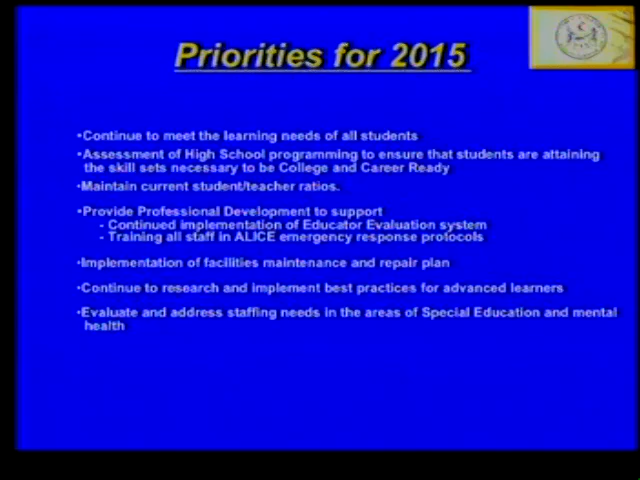 Priorities for 2015
•Continue to meet the learning needs of all students
•Assessment of High School programming to ensure that students are attaining
the skill sets necessary to be College and Career Ready
•Maintain current student/teacher ratios.
•Provide Professional Development to support
- Continued implementation of Educator Evaluation system
- Training all staff in ALICE emergency response protocols
•Implementation of facilities maintenance and repair plan
•Continue to research and implement best practices for advanced learners
•Evaluate and address staffing needs in the areas of Special Education and mental
health